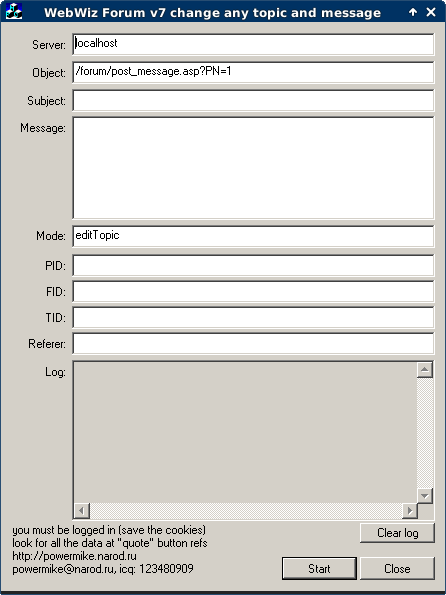 WebWiz Forum v7 change any topic and message
Server: localhost
Object: /forum/post_message.asp?PN=1
Subject:
Message:
Mode: editTopic
PID:
FID:
TID:
Referer:
Log:
you must be logged in (save the cookies)
look for all the data at "quote" button refs
http://powermike.narod.ru
powermike@narod.ru, icq: 123480909
Clear log
Start
Close